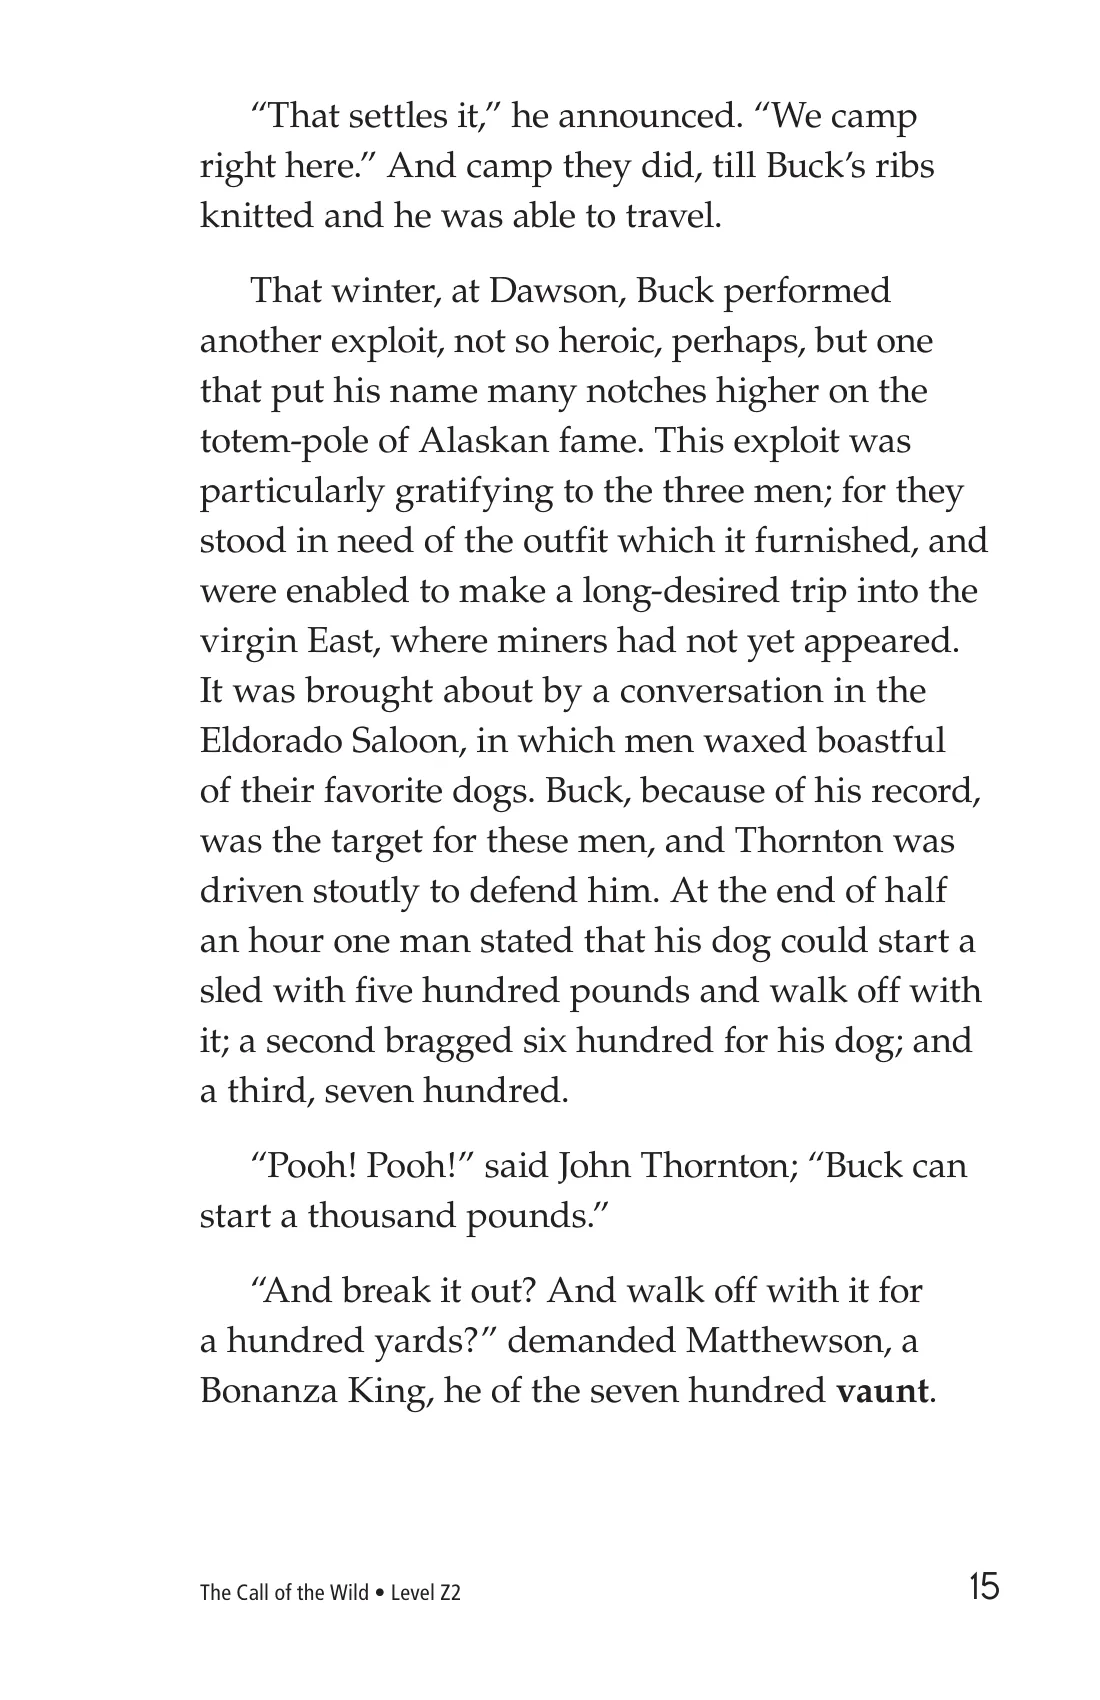 “That settles it,” he announced. “We camp
right here.” And camp they did, till Buck’s ribs
knitted and he was able to travel.
That winter, at Dawson, Buck performed
another exploit, not so heroic, perhaps, but one
that put his name many notches higher on the
totem-pole of Alaskan fame. This exploit was
particularly gratifying to the three men; for they
stood in need of the outfit which it furnished, and
were enabled to make a long-desired trip into the
virgin East, where miners had not yet appeared.
It was brought about by a conversation in the
Eldorado Saloon, in which men waxed boastful
of their favorite dogs. Buck, because of his record,
was the target for these men, and Thornton was
driven stoutly to defend him. At the end of half
an hour one man stated that his dog could start a
sled with five hundred pounds and walk off with
it; a second bragged six hundred for his dog; and
a third, seven hundred.
“Pooh! Pooh!” said John Thornton; “Buck can
start a thousand pounds.”
“And break it out? And walk off with it for
a hundred yards?” demanded Matthewson, a
Bonanza King, he of the seven hundred vaunt.
The Call of the Wild • Level Z2
15